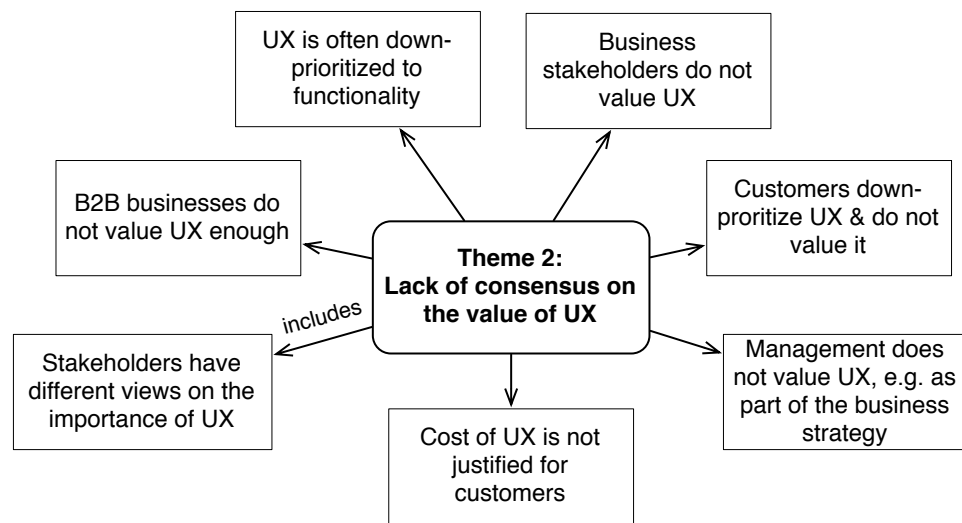 UX is often down-
prioritized to
functionality
Business
stakeholders do not
value UX
B2B businesses do
not value UX enough
Customers down-
proritize UX & do not
value it
Theme 2:
Lack of consensus on
the value of UX
includes
Stakeholders have
different views on the
importance of UX
Management does
not value UX, e.g. as
part of the business
strategy
Cost of UX is not
justified for
customers